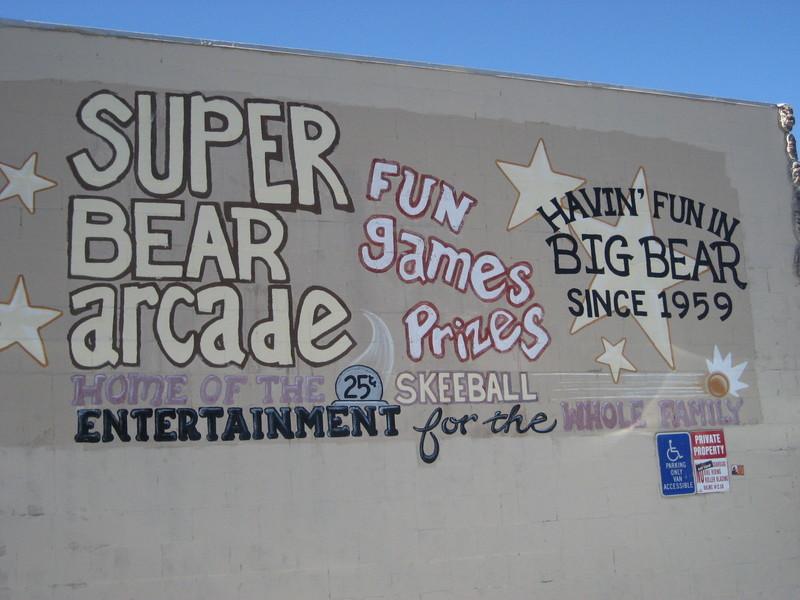 SUPER
BEAR
arcade
FUN
games
Prizes
HAVIN' FUN IN
BIG BEAR
SINCE 1959
HOME OF THE 25¢ SKEEBALL
ENTERTAINMENT for the WHOLE FAMILY
PARKING
ONLY
VAN
ACCESSIBLE
PRIVATE
PROPERTY